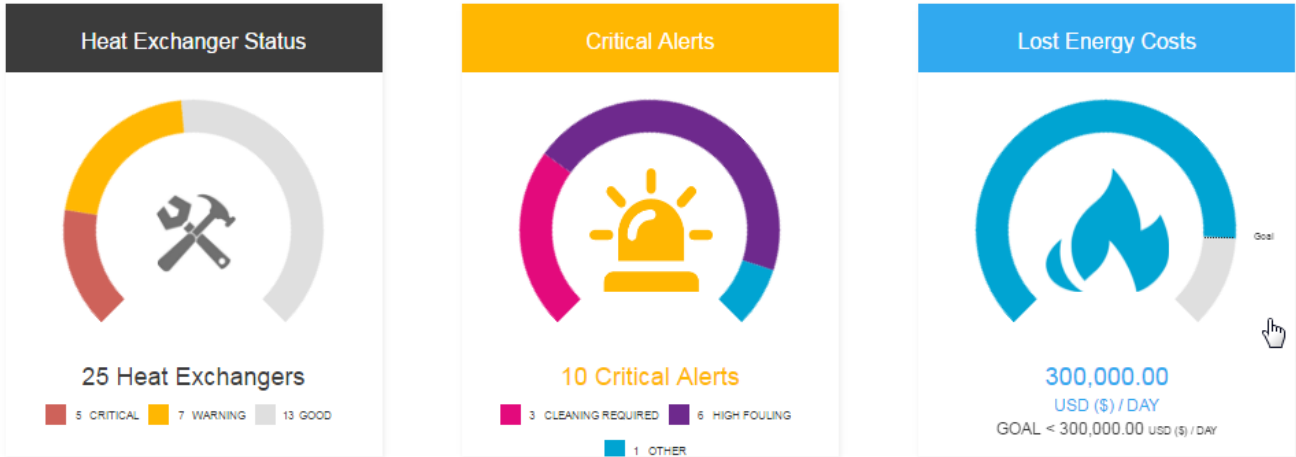 Heat Exchanger Status
25 Heat Exchangers
5 CRITICAL 7 WARNING 13 GOOD
Critical Alerts
10 Critical Alerts
3 CLEANING REQUIRED 6 HIGH FOULING
1 OTHER
Lost Energy Costs
Goal
300,000.00
USD ($) / DAY
GOAL < 300,000.00 USD ($) / DAY